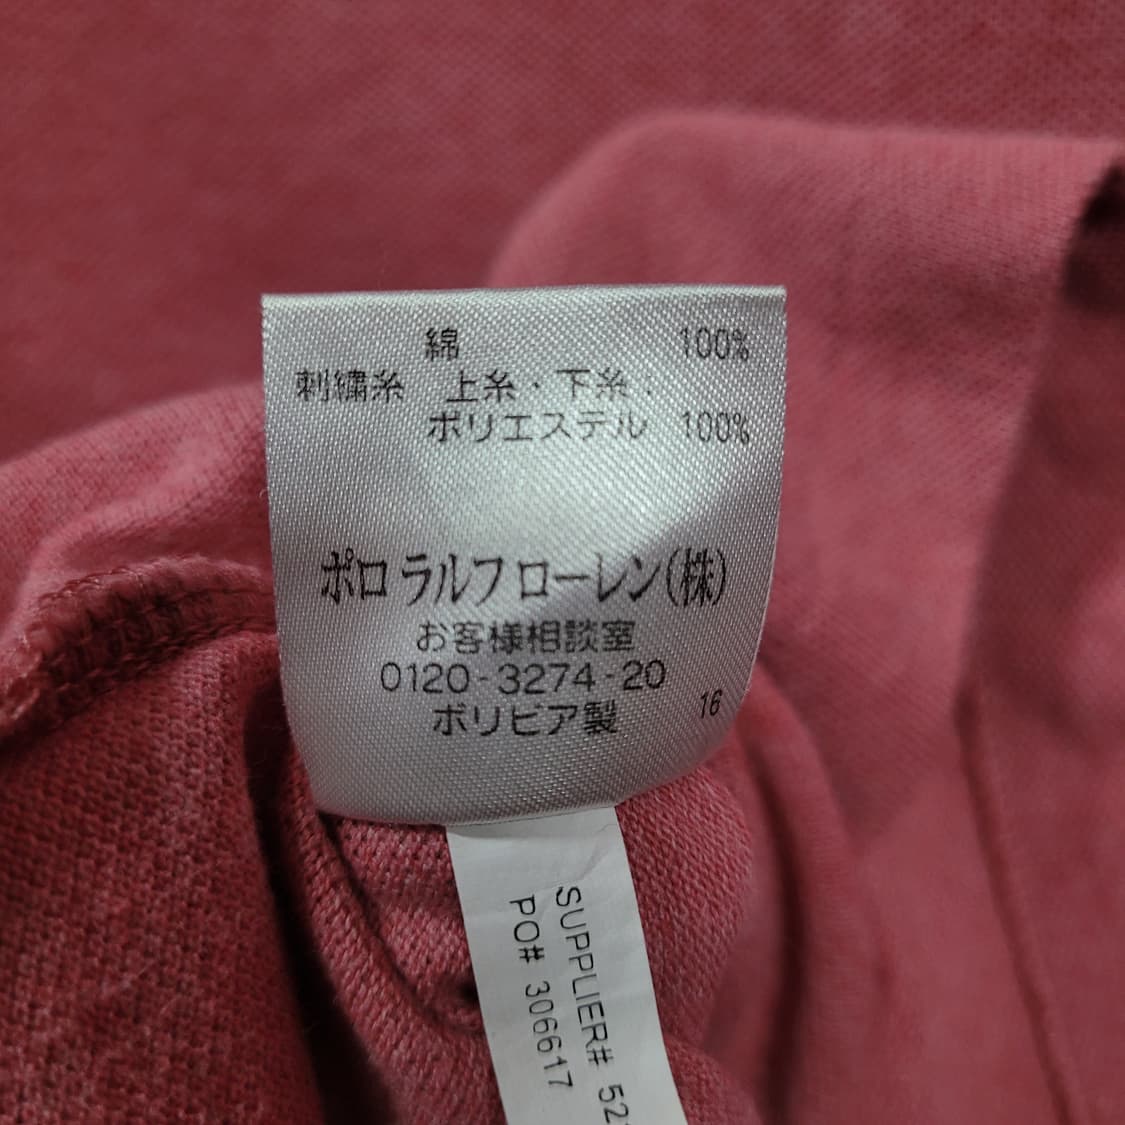 綿 100%
刺繍糸 上糸・下糸:
ポリエステル 100%
ポロ ラルフ ローレン(株)
お客様相談室
0120-3274-20
ポリビア製 16
SUPPLIER# 52
PO# 306617